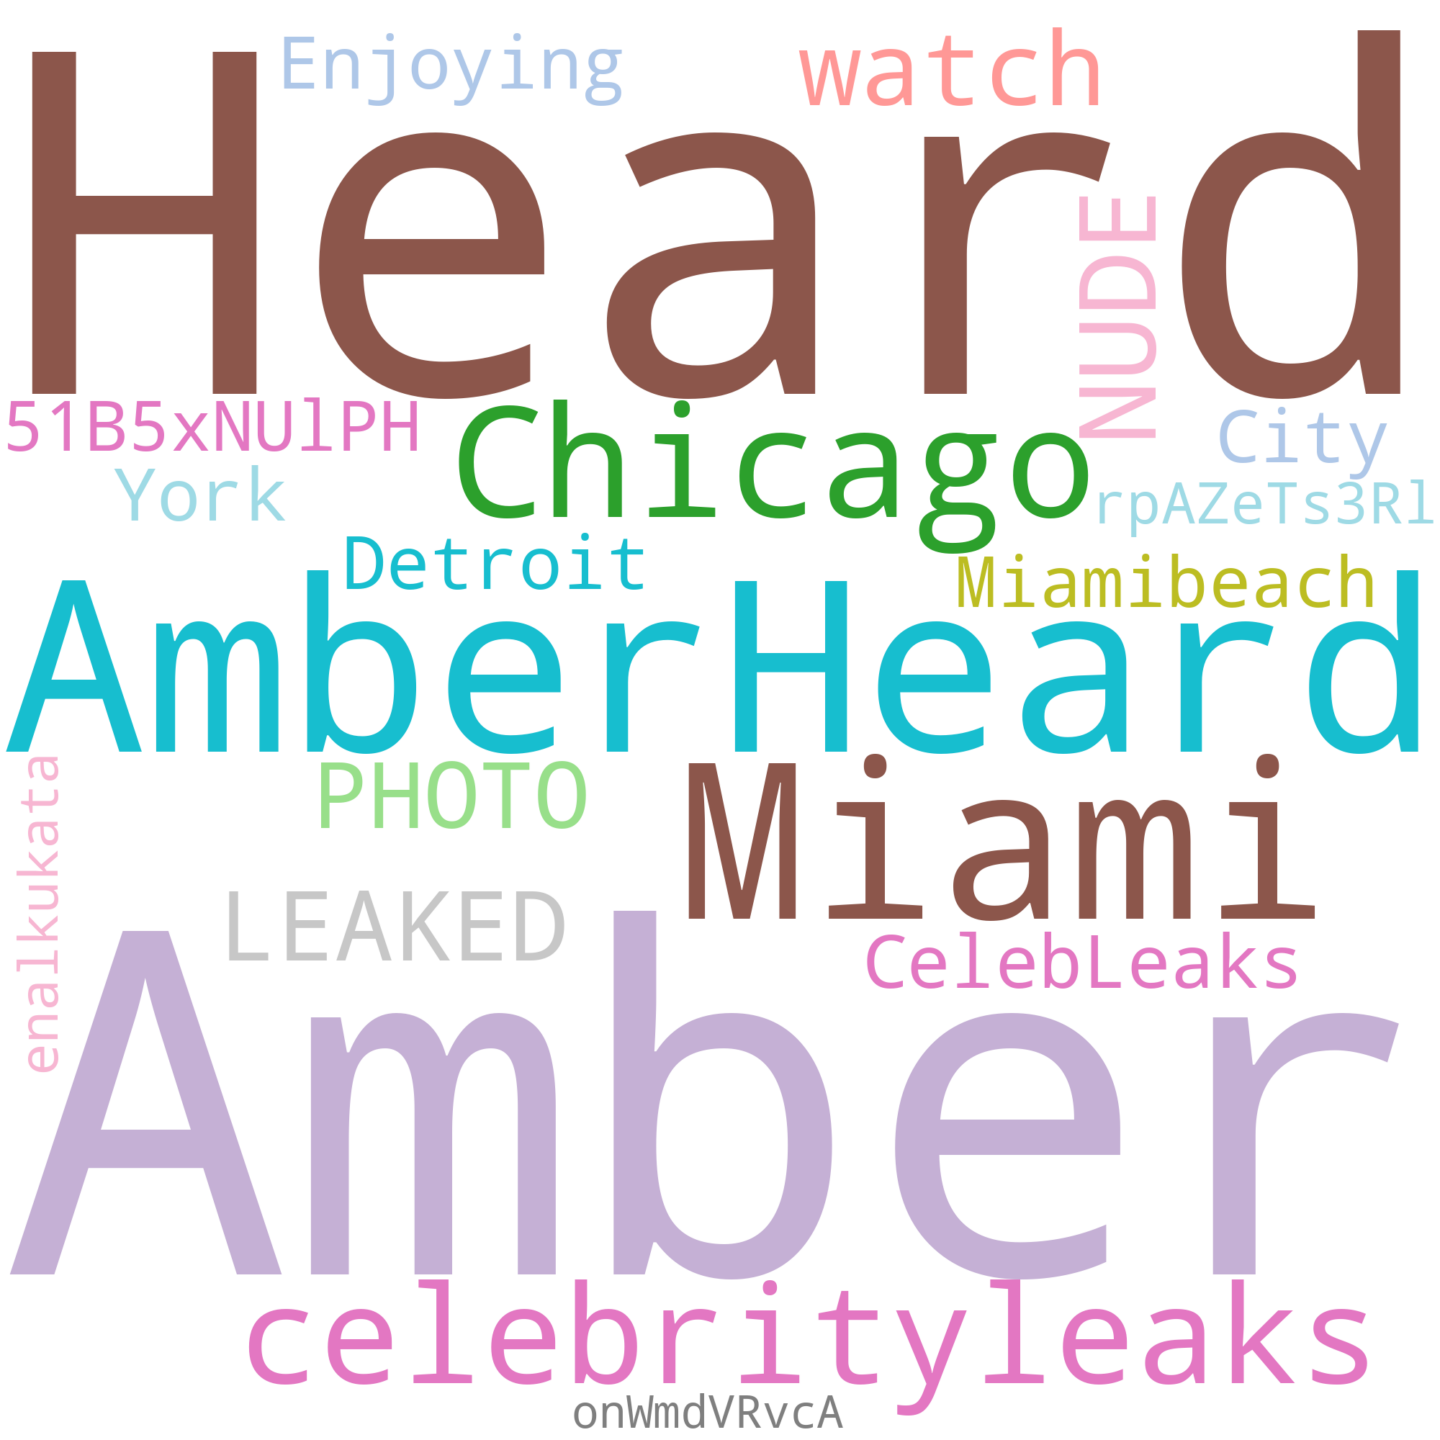 Enjoying
watch
Heard
NUDE
51B5xNUlPH
Chicago
City
York
rpAZeTs3Rl
Detroit
Miamibeach
AmberHeard
enalkukata
PHOTO
Miami
LEAKED
CelebLeaks
Amber
celebrityleaks
onWmdVRvcA